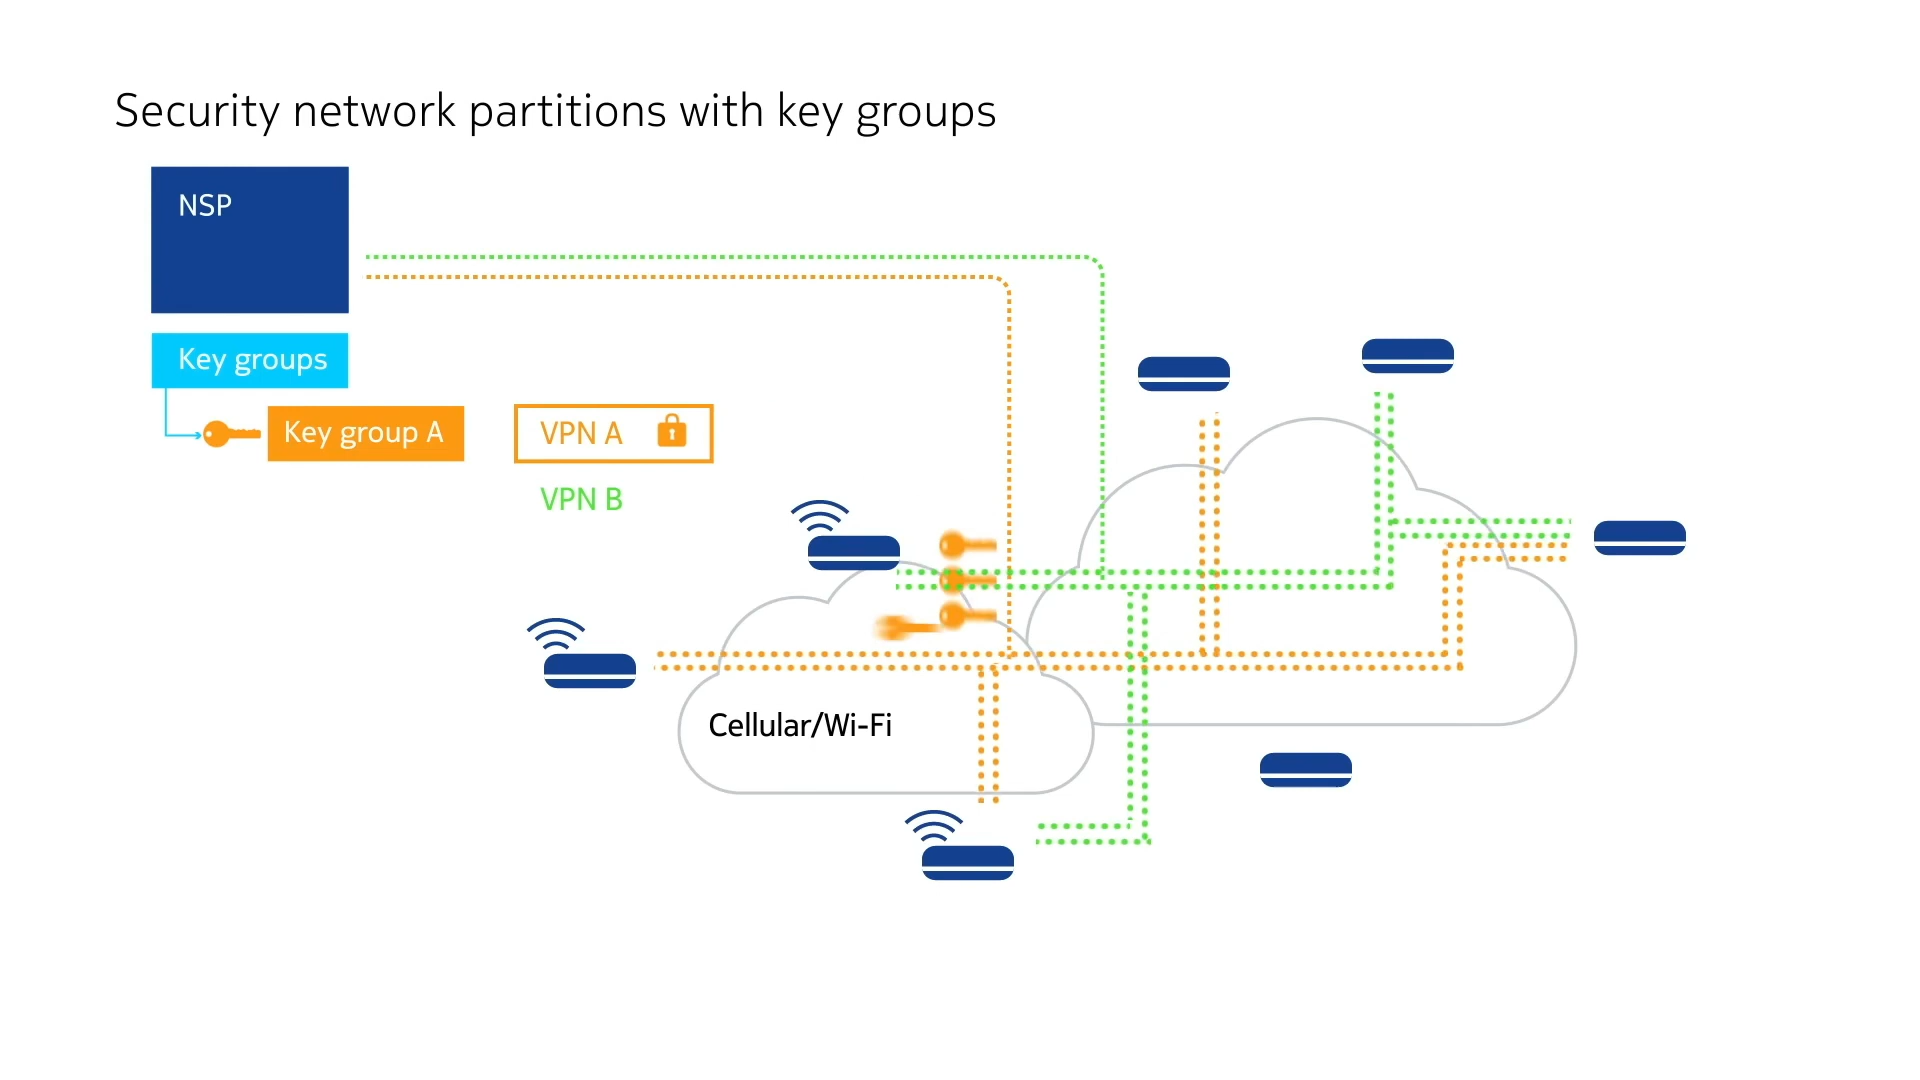 Security network partitions with key groups
NSP
Key groups
Key group A
VPN A
VPN B
Cellular/Wi-Fi